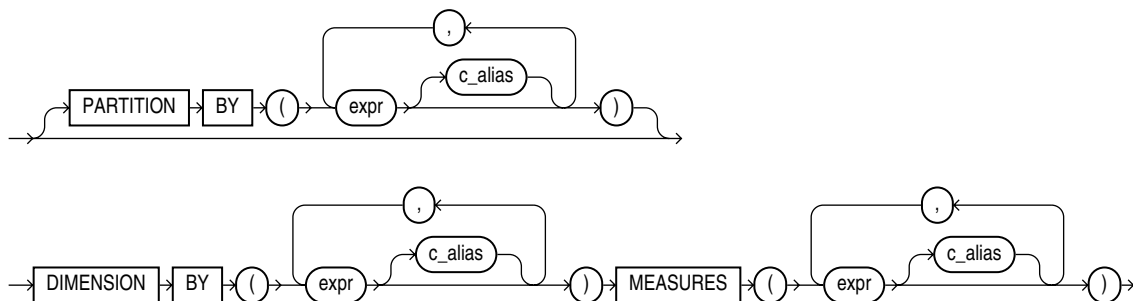 ,
c_alias
PARTITION BY ( expr )
, ,
c_alias c_alias
DIMENSION BY ( expr ) MEASURES ( expr )